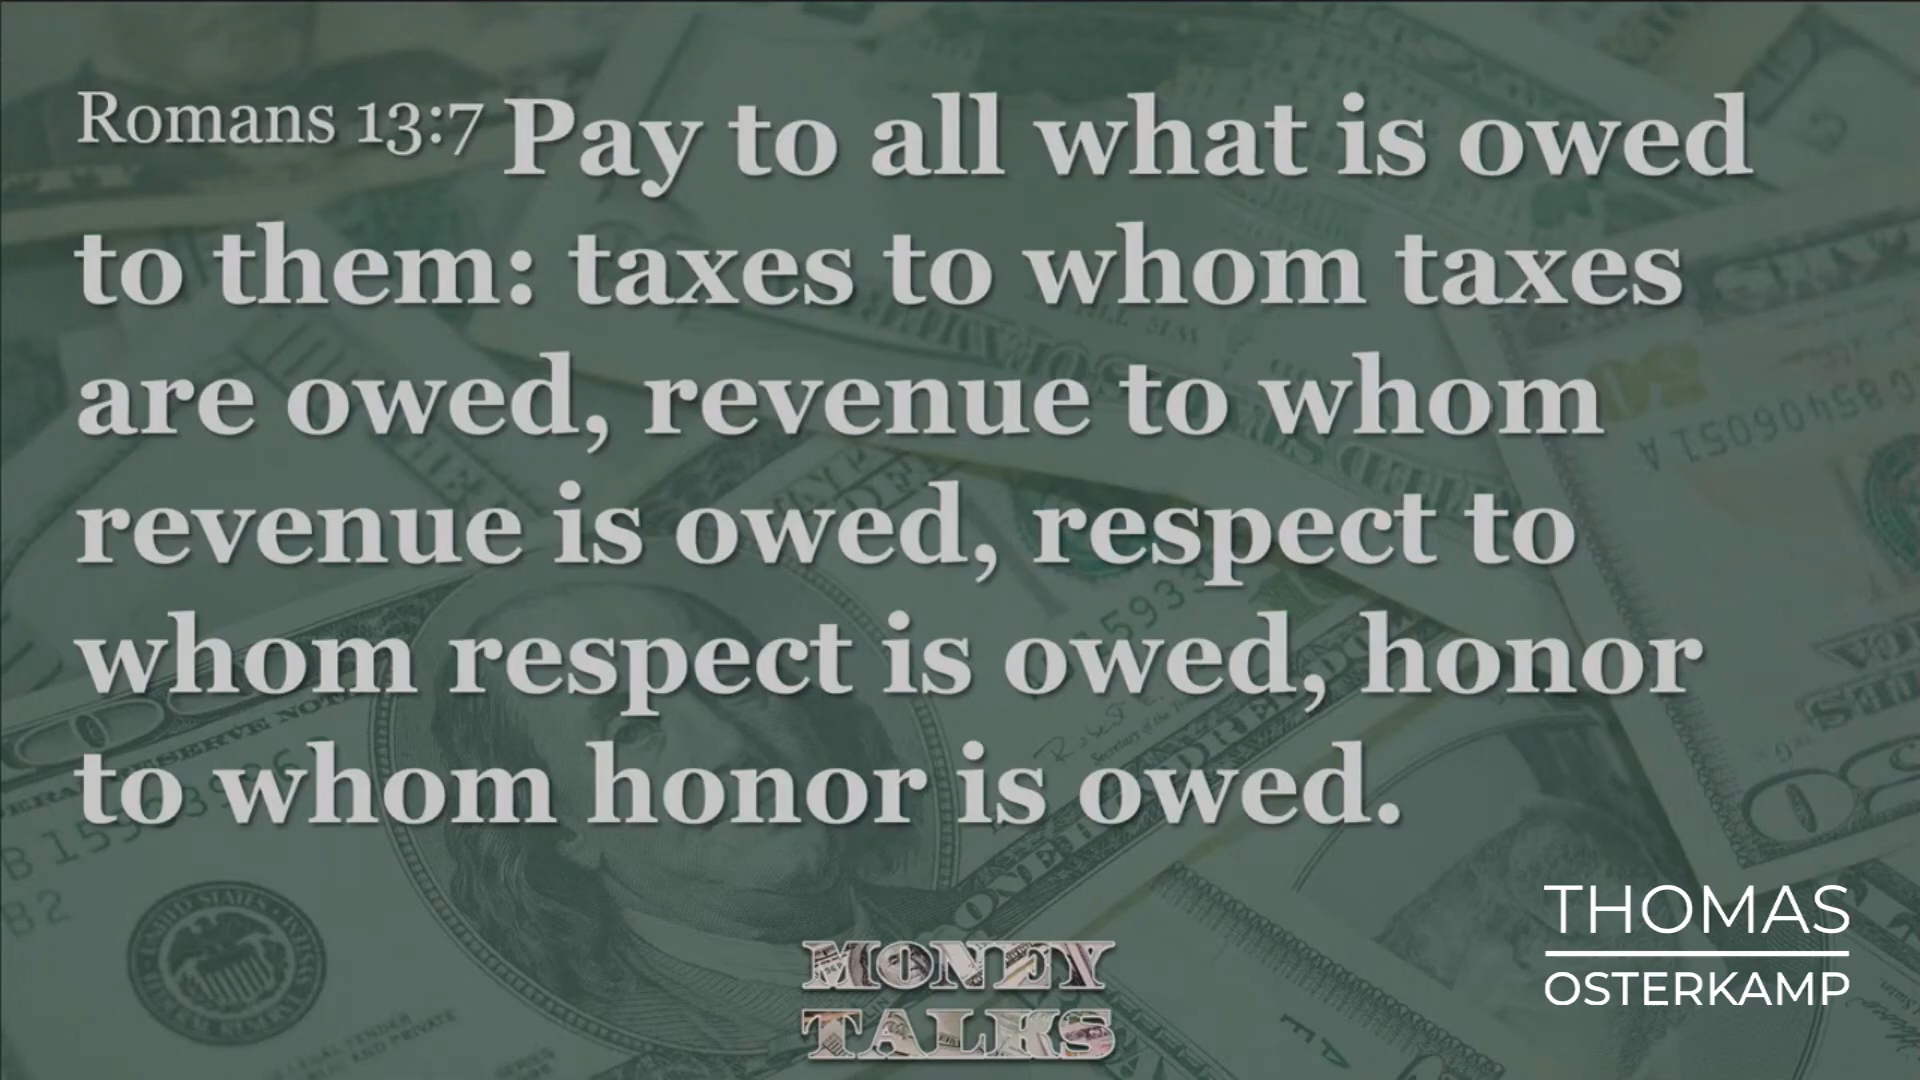 Romans 13:7 Pay to all what is owed
to them: taxes to whom taxes
are owed, revenue to whom
revenue is owed, respect to
whom respect is owed, honor
to whom honor is owed.
THOMAS
OSTERKAMP
MONEY
TALKS